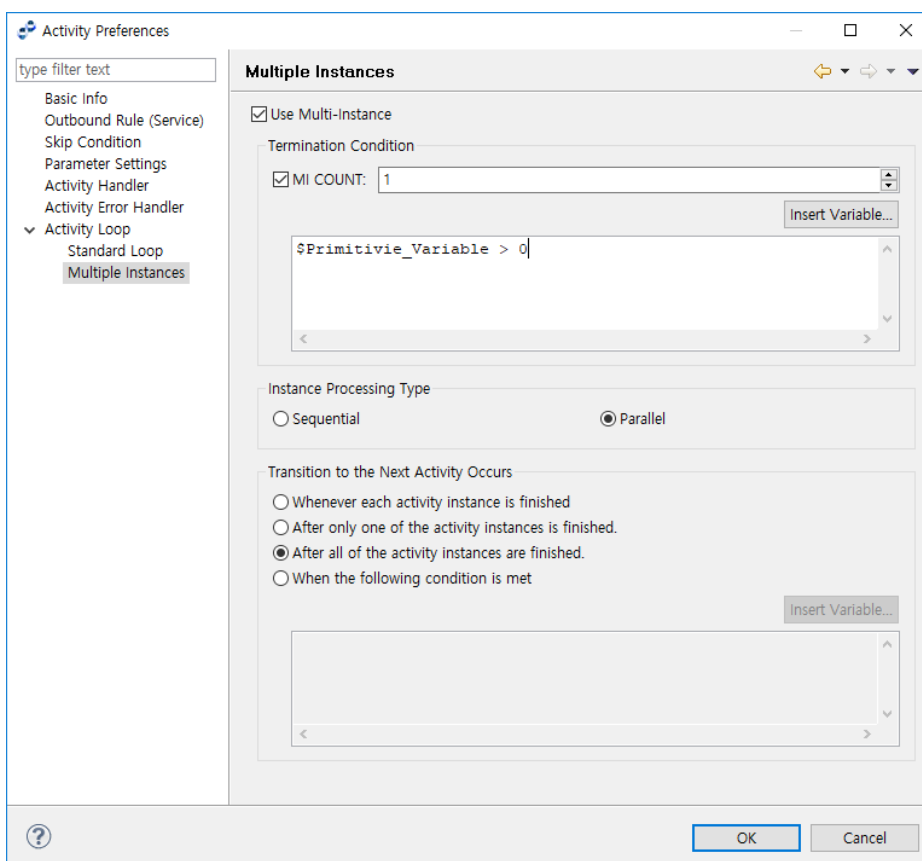 Activity Preferences
type filter text
Basic Info
Outbound Rule (Service)
Skip Condition
Parameter Settings
Activity Handler
Activity Error Handler
Activity Loop
Standard Loop
Multiple Instances
Multiple Instances
Use Multi-Instance
Termination Condition
MI COUNT: 1
Insert Variable...
$Primitivie_Variable > 0
Instance Processing Type
Sequential Parallel
Transition to the Next Activity Occurs
Whenever each activity instance is finished
After only one of the activity instances is finished.
After all of the activity instances are finished.
When the following condition is met
Insert Variable...
? OK Cancel